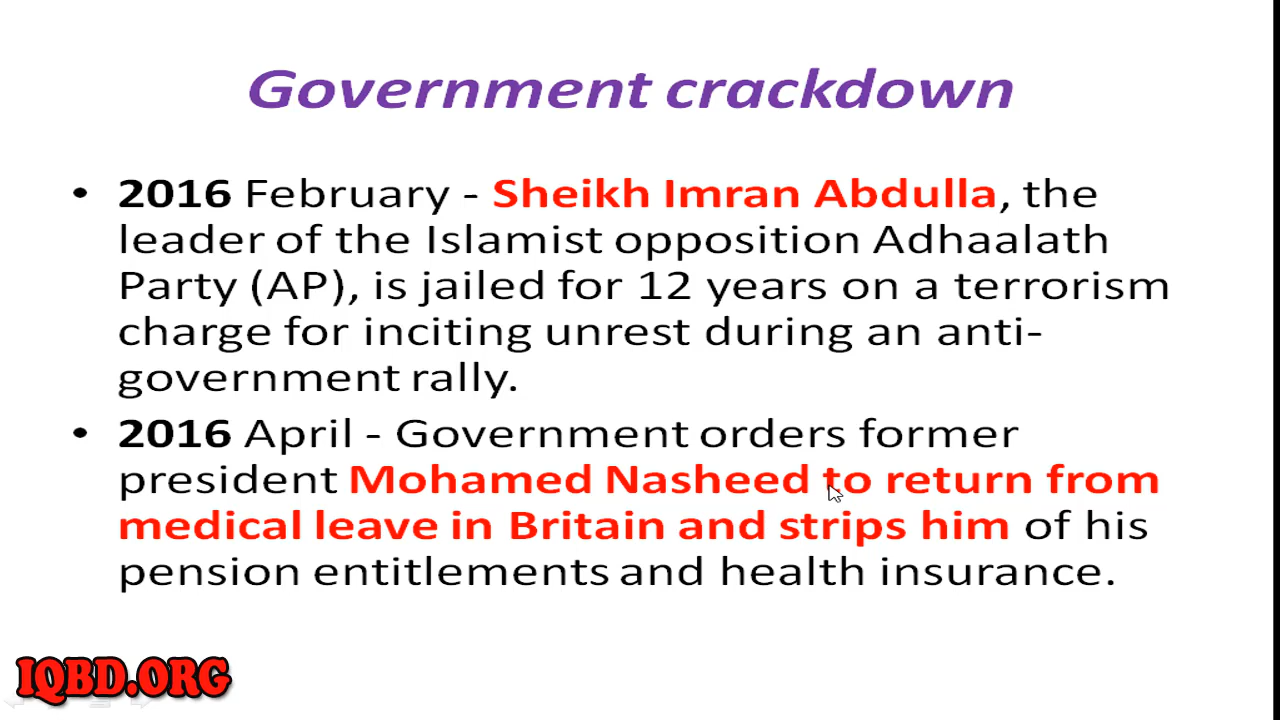 Government crackdown
• 2016 February - Sheikh Imran Abdulla, the
leader of the Islamist opposition Adhaalath
Party (AP), is jailed for 12 years on a terrorism
charge for inciting unrest during an anti-
government rally.
• 2016 April - Government orders former
president Mohamed Nasheed to return from
medical leave in Britain and strips him of his
pension entitlements and health insurance.
IQBD.ORG